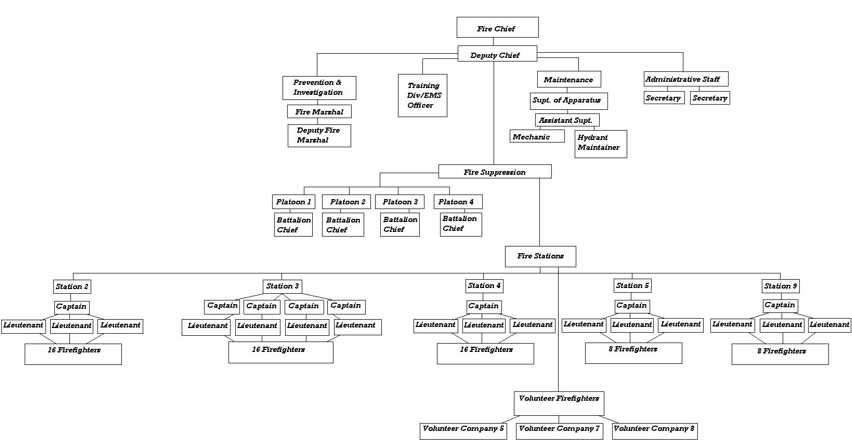 Fire Chief
Deputy Chief
Prevention &
Investigation
Fire Marshal
Deputy Fire
Marshal
Training
Div/EMS
Officer
Maintenance
Supt. of Apparatus
Assistant Supt.
Mechanic
Hydrant
Maintainer
Administrative Staff
Secretary
Secretary
Fire Suppression
Platoon 1
Platoon 2
Platoon 3
Platoon 4
Battalion
Chief
Battalion
Chief
Battalion
Chief
Battalion
Chief
Fire Stations
Station 2
Captain
Lieutenant
Lieutenant
Lieutenant
16 Firefighters
Station 3
Captain
Captain
Captain
Captain
Lieutenant
Lieutenant
Lieutenant
Lieutenant
16 Firefighters
Station 4
Captain
Lieutenant
Lieutenant
Lieutenant
16 Firefighters
Station 5
Captain
Lieutenant
Lieutenant
Lieutenant
8 Firefighters
Station 9
Captain
Lieutenant
Lieutenant
Lieutenant
8 Firefighters
Volunteer Firefighters
Volunteer Company 5
Volunteer Company 7
Volunteer Company 8